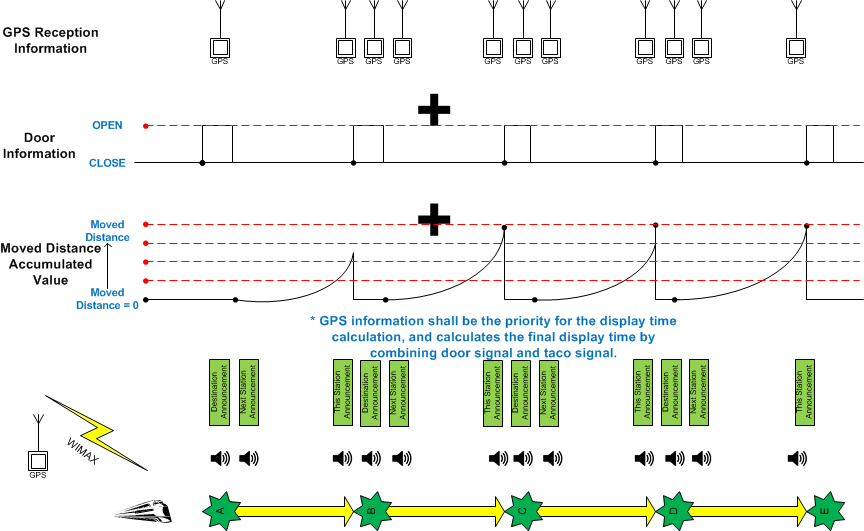 GPS Reception
Information
GPS
GPS GPS GPS
GPS GPS GPS
GPS GPS GPS
GPS
OPEN
Door
Information
CLOSE
Moved
Distance
Moved Distance
Accumulated
Value
Moved
Distance = 0
* GPS information shall be the priority for the display time
calculation, and calculates the final display time by
combining door signal and taco signal.
Destination
Announcement
Next Station
Announcement
This Station
Announcement
Destination
Announcement
Next Station
Announcement
This Station
Announcement
Destination
Announcement
Next Station
Announcement
This Station
Announcement
Destination
Announcement
Next Station
Announcement
This Station
Announcement
WIMAX
GPS
A
B
C
D
E